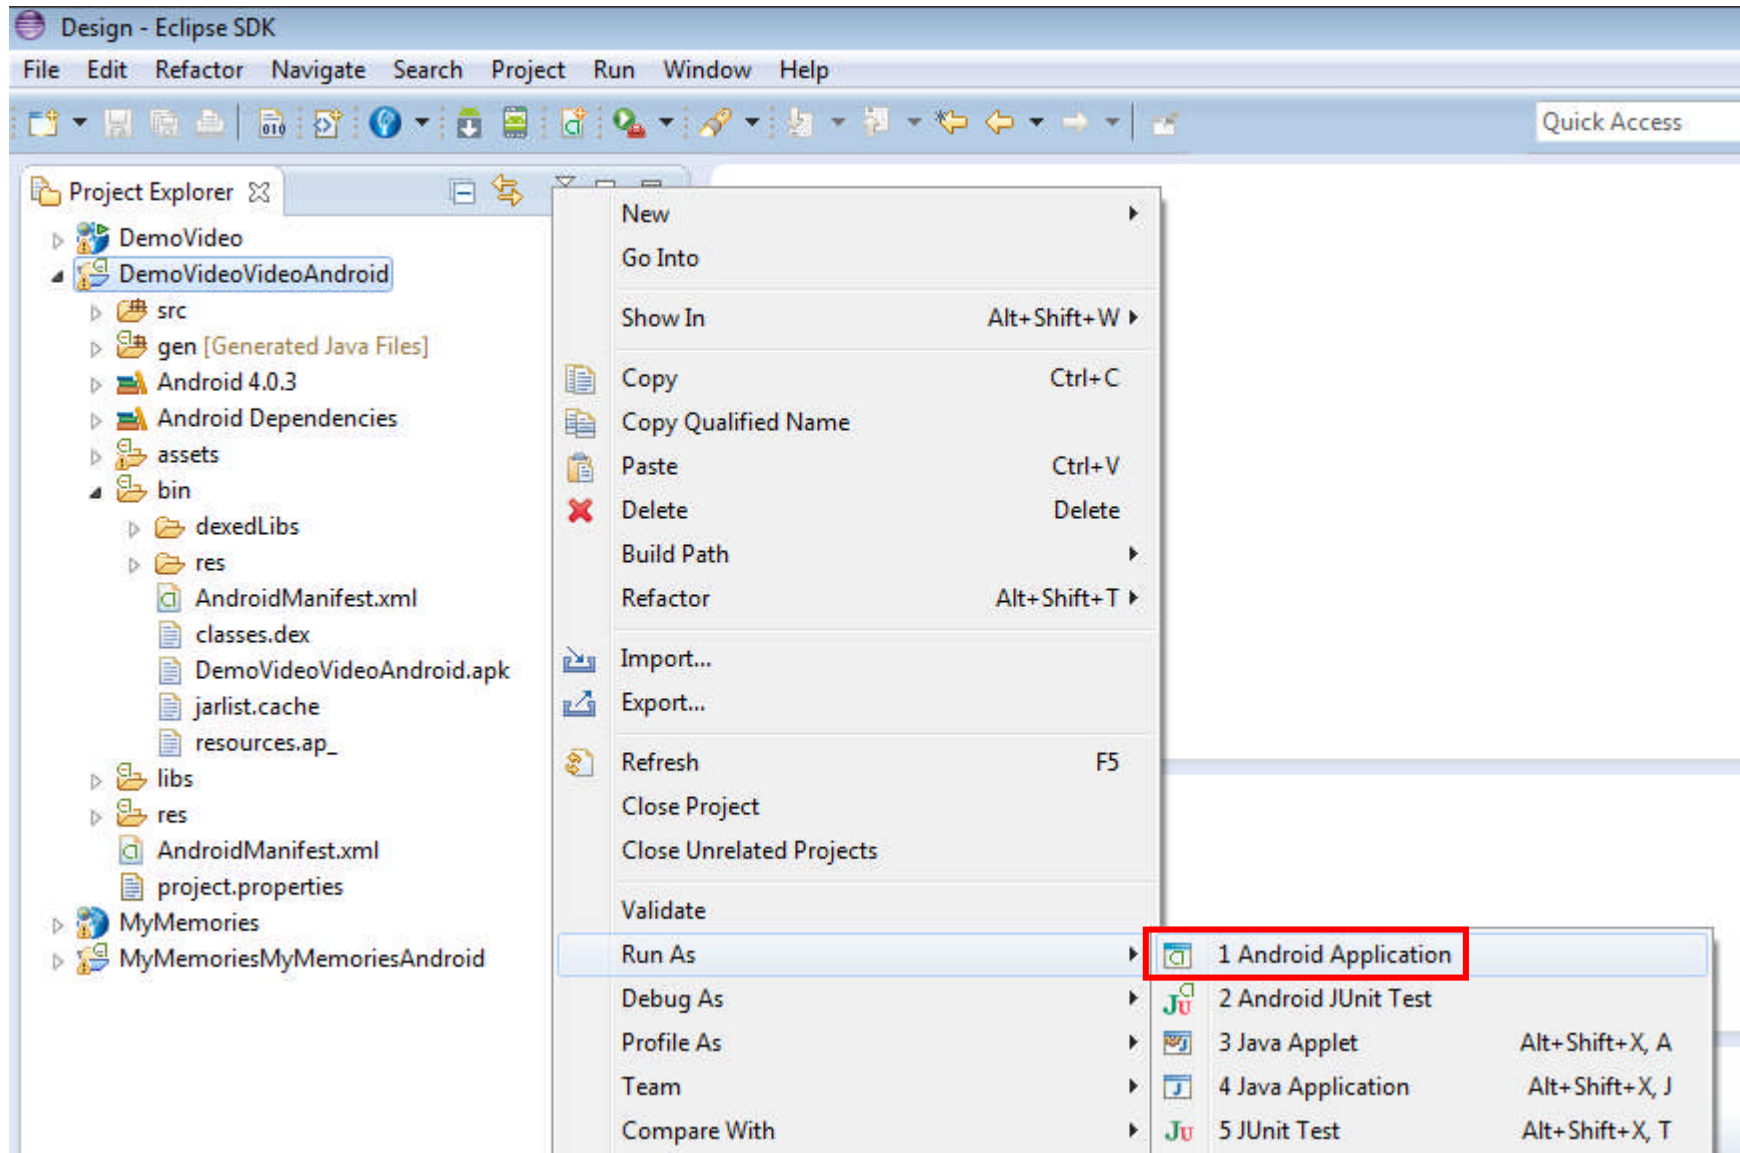 Design - Eclipse SDK
File Edit Refactor Navigate Search Project Run Window Help
Quick Access
Project Explorer
DemoVideo
DemoVideoVideoAndroid
src
gen [Generated Java Files]
Android 4.0.3
Android Dependencies
assets
bin
dexedLibs
res
AndroidManifest.xml
classes.dex
DemoVideoVideoAndroid.apk
jarlist.cache
resources.ap_
libs
res
AndroidManifest.xml
project.properties
MyMemories
MyMemoriesMyMemoriesAndroid
New
Go Into
Show In Alt+Shift+W
Copy Ctrl+C
Copy Qualified Name
Paste Ctrl+V
Delete Delete
Build Path
Refactor Alt+Shift+T
Import...
Export...
Refresh F5
Close Project
Close Unrelated Projects
Validate
Run As
Debug As
Profile As
Team
Compare With
1 Android Application
2 Android JUnit Test
3 Java Applet Alt+Shift+X, A
4 Java Application Alt+Shift+X, J
5 JUnit Test Alt+Shift+X, T